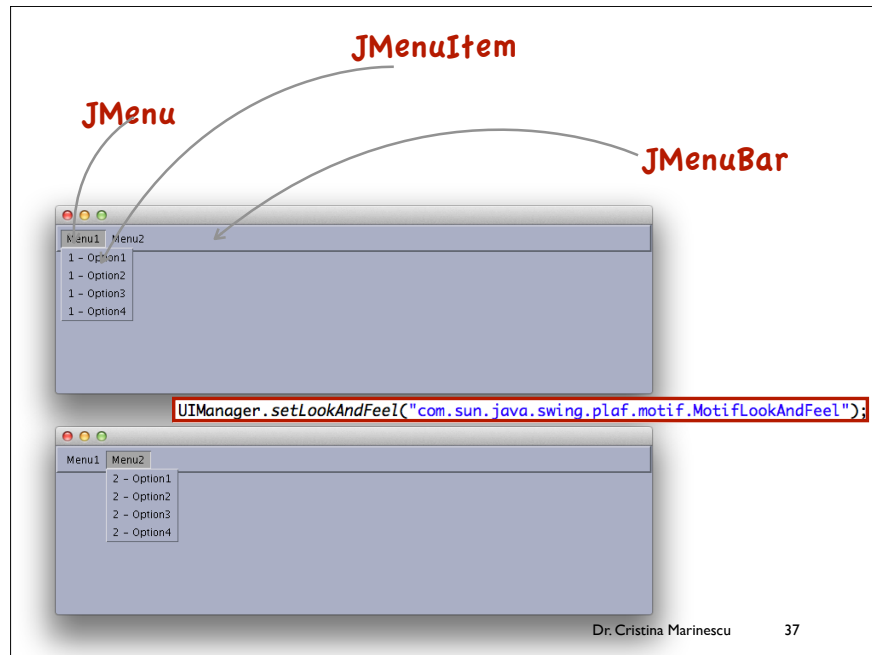 JMenuItem
JMenu
JMenuBar
Menu1 Menu2
1 - Option1
1 - Option2
1 - Option3
1 - Option4
UIManager.setLookAndFeel("com.sun.java.swing.plaf.motif.MotifLookAndFeel");
Menu1 Menu2
2 - Option1
2 - Option2
2 - Option3
2 - Option4
Dr. Cristina Marinescu 37